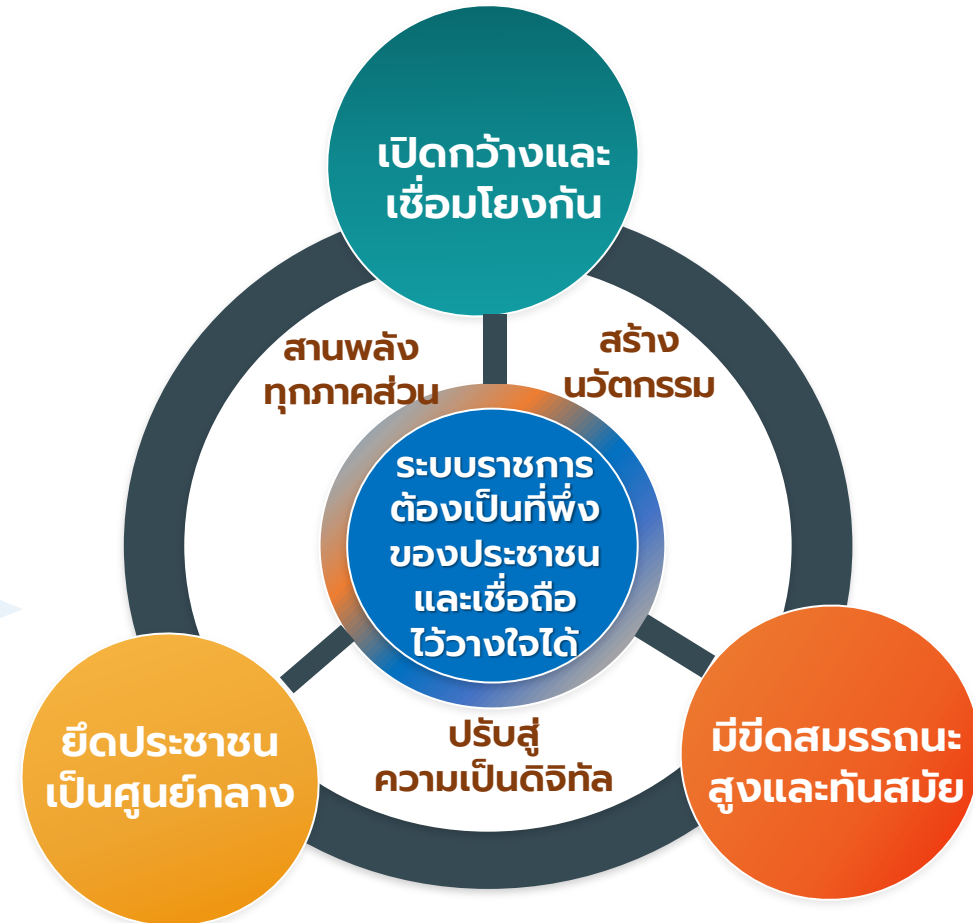 เปิดกว้างและ
เชื่อมโยงกัน
สานพลัง
ทุกภาคส่วน
สร้าง
นวัตกรรม
ระบบราชการ
ต้องเป็นที่พึ่ง
ของประชาชน
และเชื่อถือ
ไว้วางใจได้
ยึดประชาชน
เป็นศูนย์กลาง
ปรับสู่
ความเป็นดิจิทัล
มีขีดสมรรถนะ
สูงและทันสมัย